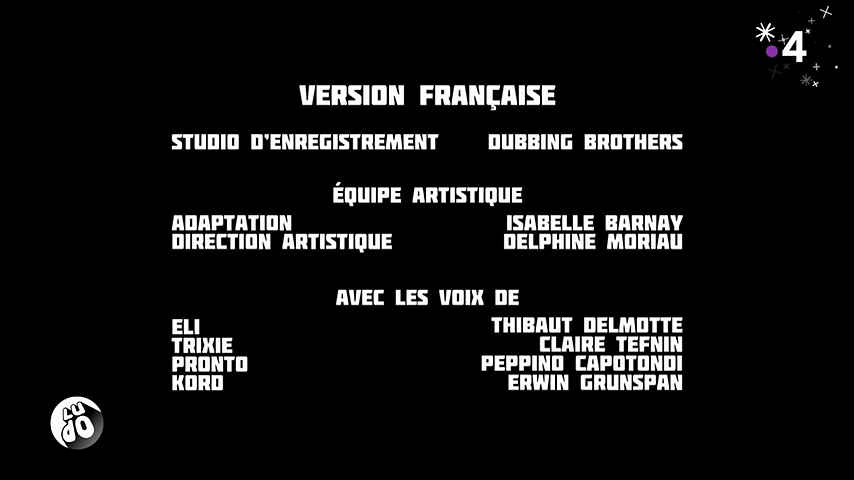 4
VERSION FRANÇAISE
STUDIO D'ENREGISTREMENT DUBBING BROTHERS
ÉQUIPE ARTISTIQUE
ADAPTATION ISABELLE BARNAY
DIRECTION ARTISTIQUE DELPHINE MORIAU
AVEC LES VOIX DE
ELI THIBAUT DELMOTTE
TRIXIE CLAIRE TEFNIN
PRONTO PEPPINO CAPOTONDI
KORD ERWIN GRUNSPAN
LUDO